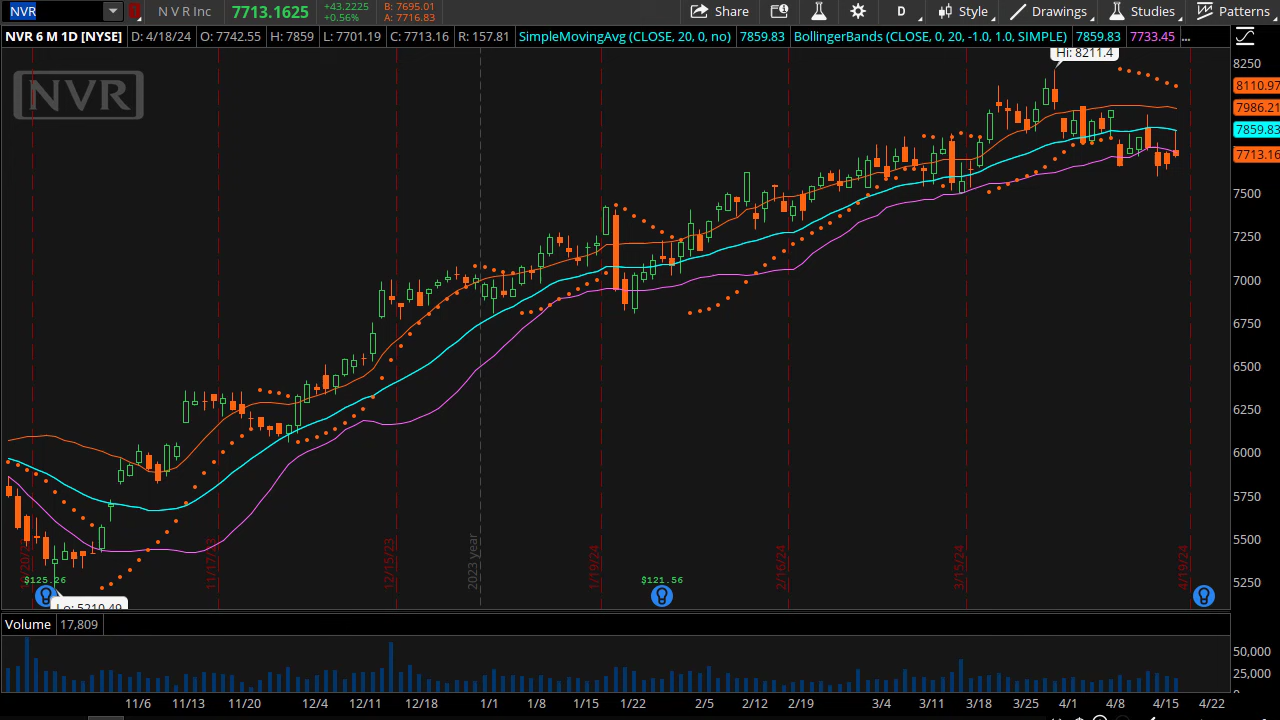 NVR
N V R Inc
7713.1625
+43.2225
+0.56%
B: 7695.01
A: 7716.83
Share
D
Style
Drawings
Studies
Patterns
NVR 6 M 1D [NYSE]
D: 4/18/24
O: 7742.55
H: 7859
L: 7701.19
C: 7713.16
R: 157.81
SimpleMovingAvg (CLOSE, 20, 0, no)
7859.83
BollingerBands (CLOSE, 0, 20, -1.0, 1.0, SIMPLE)
7859.83
7733.45
...
NVR
Hi: 8211.4
8250
8110.97
7986.21
7859.83
7713.16
7500
7250
7000
6750
6500
6250
6000
5750
5500
5250
10/20/23
11/17/23
12/15/23
2023 year
1/19/24
2/16/24
3/15/24
4/19/24
$125.26
$121.56
Lo: 5210.49
Volume
17,809
50,000
25,000
0
11/6
11/13
11/20
12/4
12/11
12/18
1/1
1/8
1/15
1/22
2/5
2/12
2/19
3/4
3/11
3/18
3/25
4/1
4/8
4/15
4/22